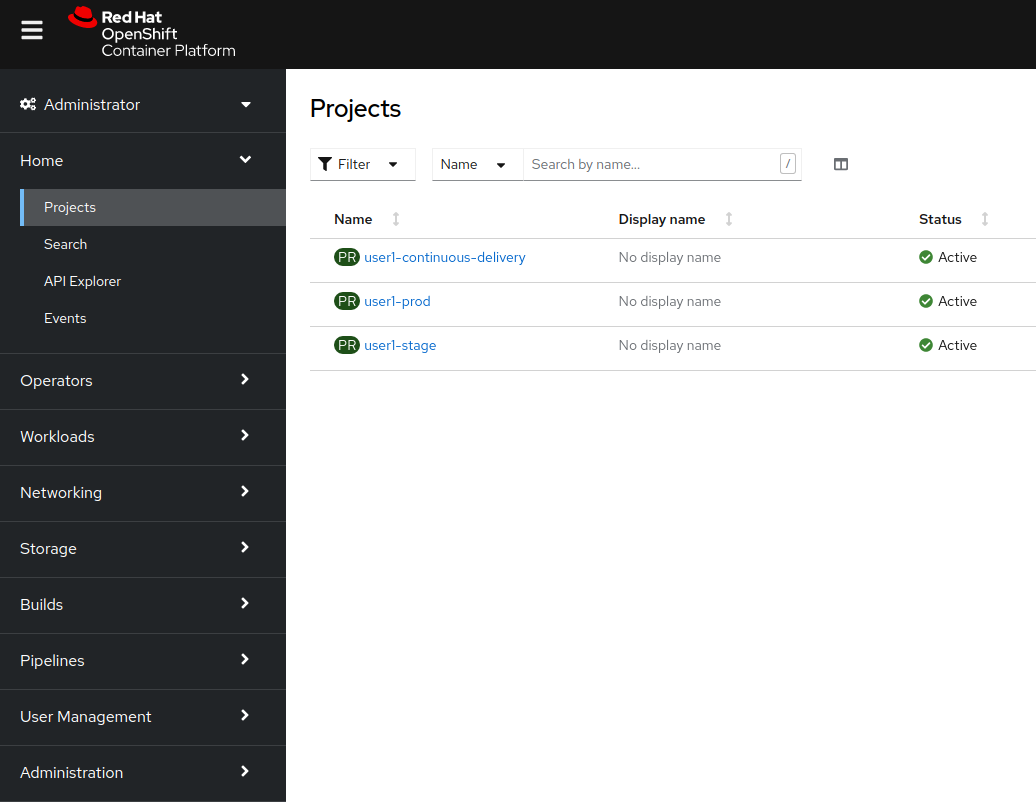 Red Hat
OpenShift
Container Platform
Administrator
Home
Projects
Search
API Explorer
Events
Operators
Workloads
Networking
Storage
Builds
Pipelines
User Management
Administration
Projects
Filter Name Search by name... /
Name Display name Status
PR user1-continuous-delivery No display name Active
PR user1-prod No display name Active
PR user1-stage No display name Active